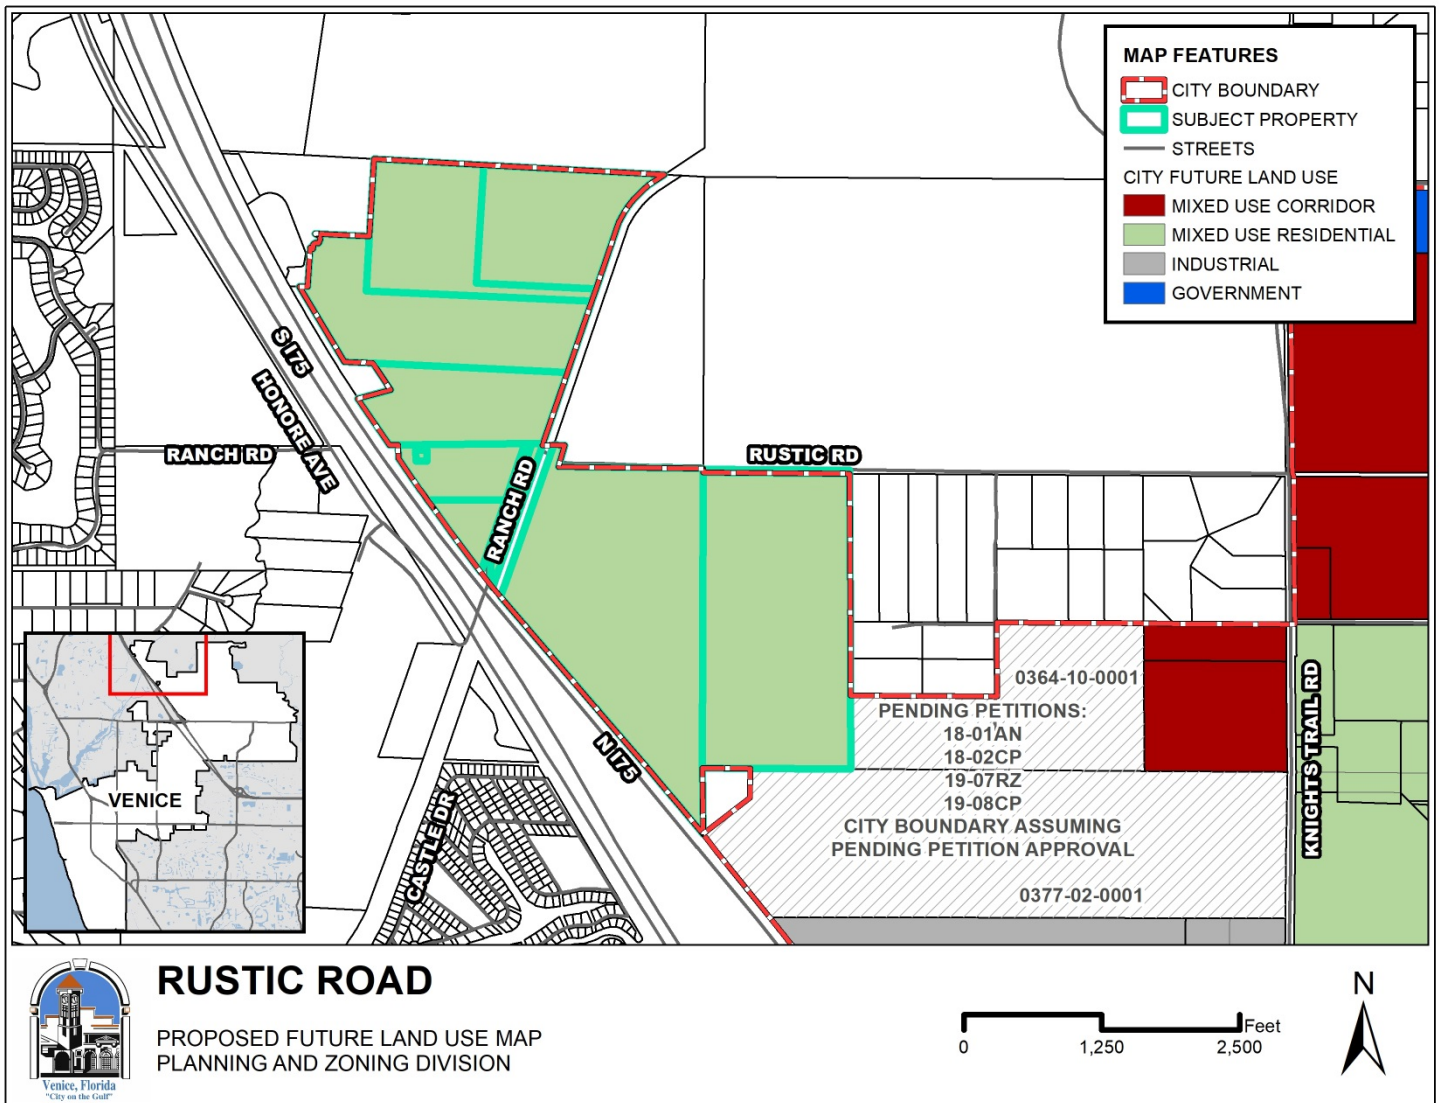 MAP FEATURES
CITY BOUNDARY
SUBJECT PROPERTY
STREETS
CITY FUTURE LAND USE
MIXED USE CORRIDOR
MIXED USE RESIDENTIAL
INDUSTRIAL
GOVERNMENT
S I75
HONORE AVE
RANCH RD
RANCH RD
RUSTIC RD
N I75
CASTLE DR
KNIGHTS TRAIL RD
0364-10-0001
PENDING PETITIONS:
18-01AN
18-02CP
19-07RZ
19-08CP
CITY BOUNDARY ASSUMING
PENDING PETITION APPROVAL
0377-02-0001
VENICE
RUSTIC ROAD
PROPOSED FUTURE LAND USE MAP
PLANNING AND ZONING DIVISION
Venice, Florida
"City on the Gulf"
Feet
0 1,250 2,500
N